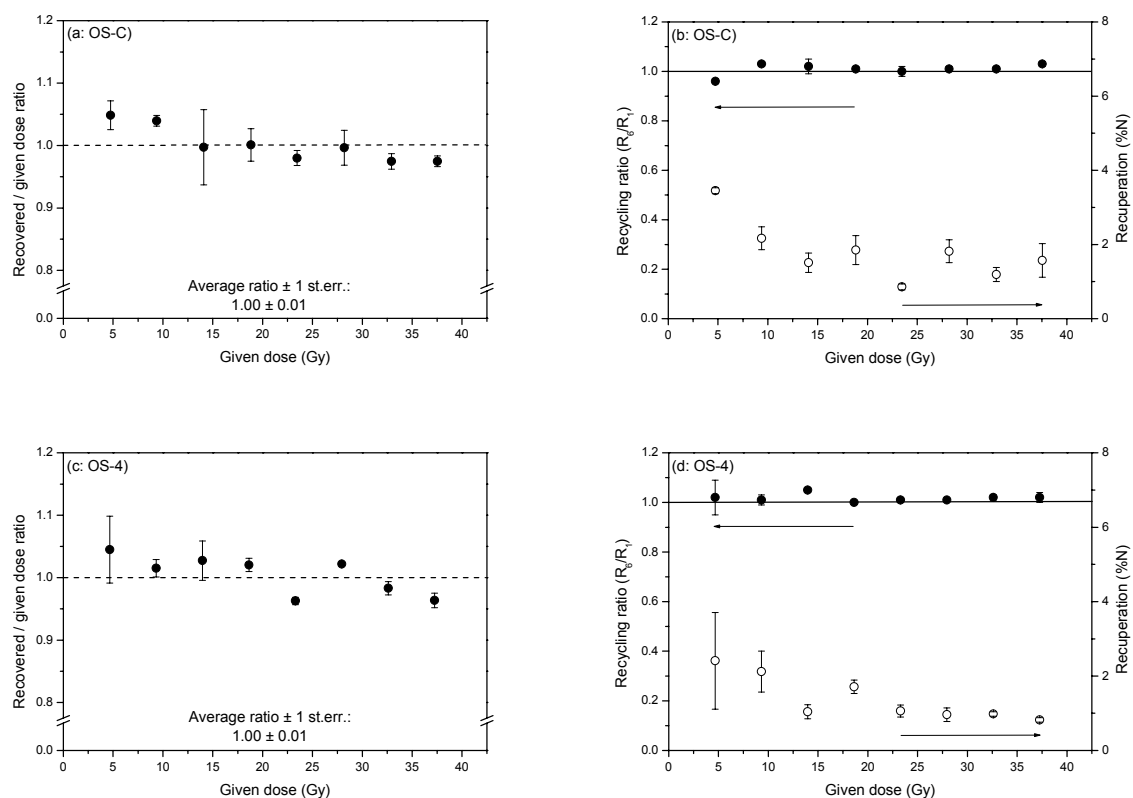 (a: OS-C)
Recovered / given dose ratio
1.2
1.1
1.0
0.9
0.8
0.0
Average ratio ± 1 st.err.:
1.00 ± 0.01
0 5 10 15 20 25 30 35 40
Given dose (Gy)
(b: OS-C)
Recycling ratio (R6/R1)
1.2
1.0
0.8
0.6
0.4
0.2
0.0
8
6
4
2
0
Recuperation (%N)
0 5 10 15 20 25 30 35 40
Given dose (Gy)
(c: OS-4)
Recovered / given dose ratio
1.2
1.1
1.0
0.9
0.8
0.0
Average ratio ± 1 st.err.:
1.00 ± 0.01
0 5 10 15 20 25 30 35 40
Given dose (Gy)
(d: OS-4)
Recycling ratio (R6/R1)
1.2
1.0
0.8
0.6
0.4
0.2
0.0
8
6
4
2
0
Recuperation (%N)
0 5 10 15 20 25 30 35 40
Given dose (Gy)